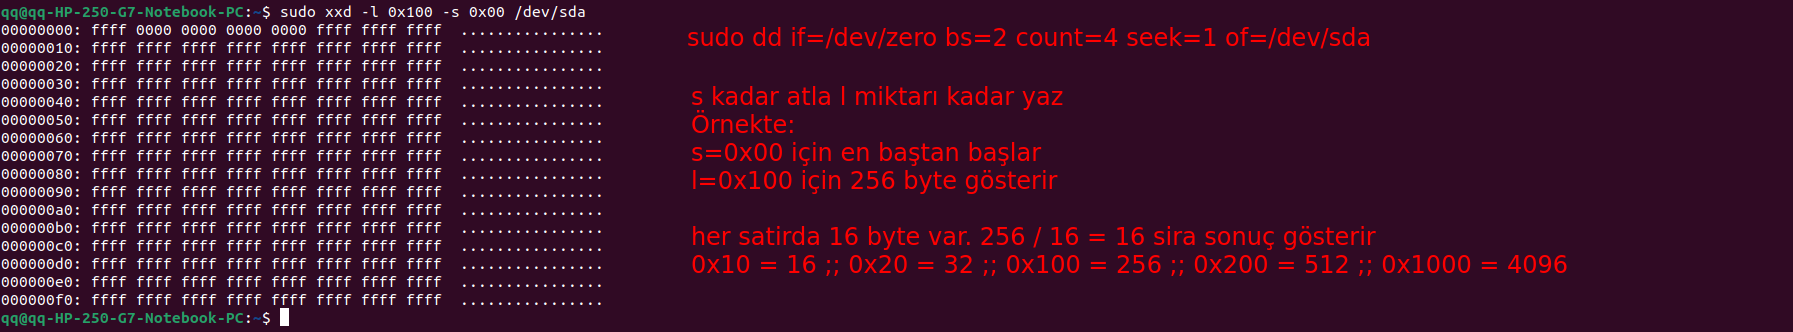 qq@qq-HP-250-G7-Notebook-PC:~$ sudo xxd -l 0x100 -s 0x00 /dev/sda
00000000: ffff 0000 0000 0000 0000 ffff ffff ffff  ................
00000010: ffff ffff ffff ffff ffff ffff ffff ffff  ................
00000020: ffff ffff ffff ffff ffff ffff ffff ffff  ................
00000030: ffff ffff ffff ffff ffff ffff ffff ffff  ................
00000040: ffff ffff ffff ffff ffff ffff ffff ffff  ................
00000050: ffff ffff ffff ffff ffff ffff ffff ffff  ................
00000060: ffff ffff ffff ffff ffff ffff ffff ffff  ................
00000070: ffff ffff ffff ffff ffff ffff ffff ffff  ................
00000080: ffff ffff ffff ffff ffff ffff ffff ffff  ................
00000090: ffff ffff ffff ffff ffff ffff ffff ffff  ................
000000a0: ffff ffff ffff ffff ffff ffff ffff ffff  ................
000000b0: ffff ffff ffff ffff ffff ffff ffff ffff  ................
000000c0: ffff ffff ffff ffff ffff ffff ffff ffff  ................
000000d0: ffff ffff ffff ffff ffff ffff ffff ffff  ................
000000e0: ffff ffff ffff ffff ffff ffff ffff ffff  ................
000000f0: ffff ffff ffff ffff ffff ffff ffff ffff  ................
qq@qq-HP-250-G7-Notebook-PC:~$
sudo dd if=/dev/zero bs=2 count=4 seek=1 of=/dev/sda
s kadar atla l miktarı kadar yaz
Örnekte:
s=0x00 için en baştan başlar
l=0x100 için 256 byte gösterir
her satirda 16 byte var. 256 / 16 = 16 sira sonuç gösterir
0x10 = 16 ;; 0x20 = 32 ;; 0x100 = 256 ;; 0x200 = 512 ;; 0x1000 = 4096